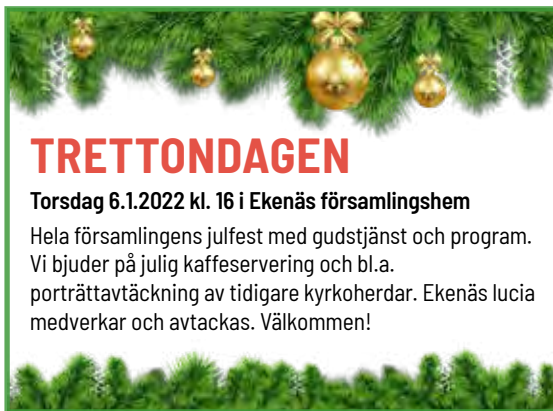 TRETTONDAGEN
Torsdag 6.1.2022 kl. 16 i Ekenäs församlingshem
Hela församlingens julfest med gudstjänst och program.
Vi bjuder på julig kaffeservering och bl.a.
porträttavtäckning av tidigare kyrkoherdar. Ekenäs lucia
medverkar och avtackas. Välkommen!